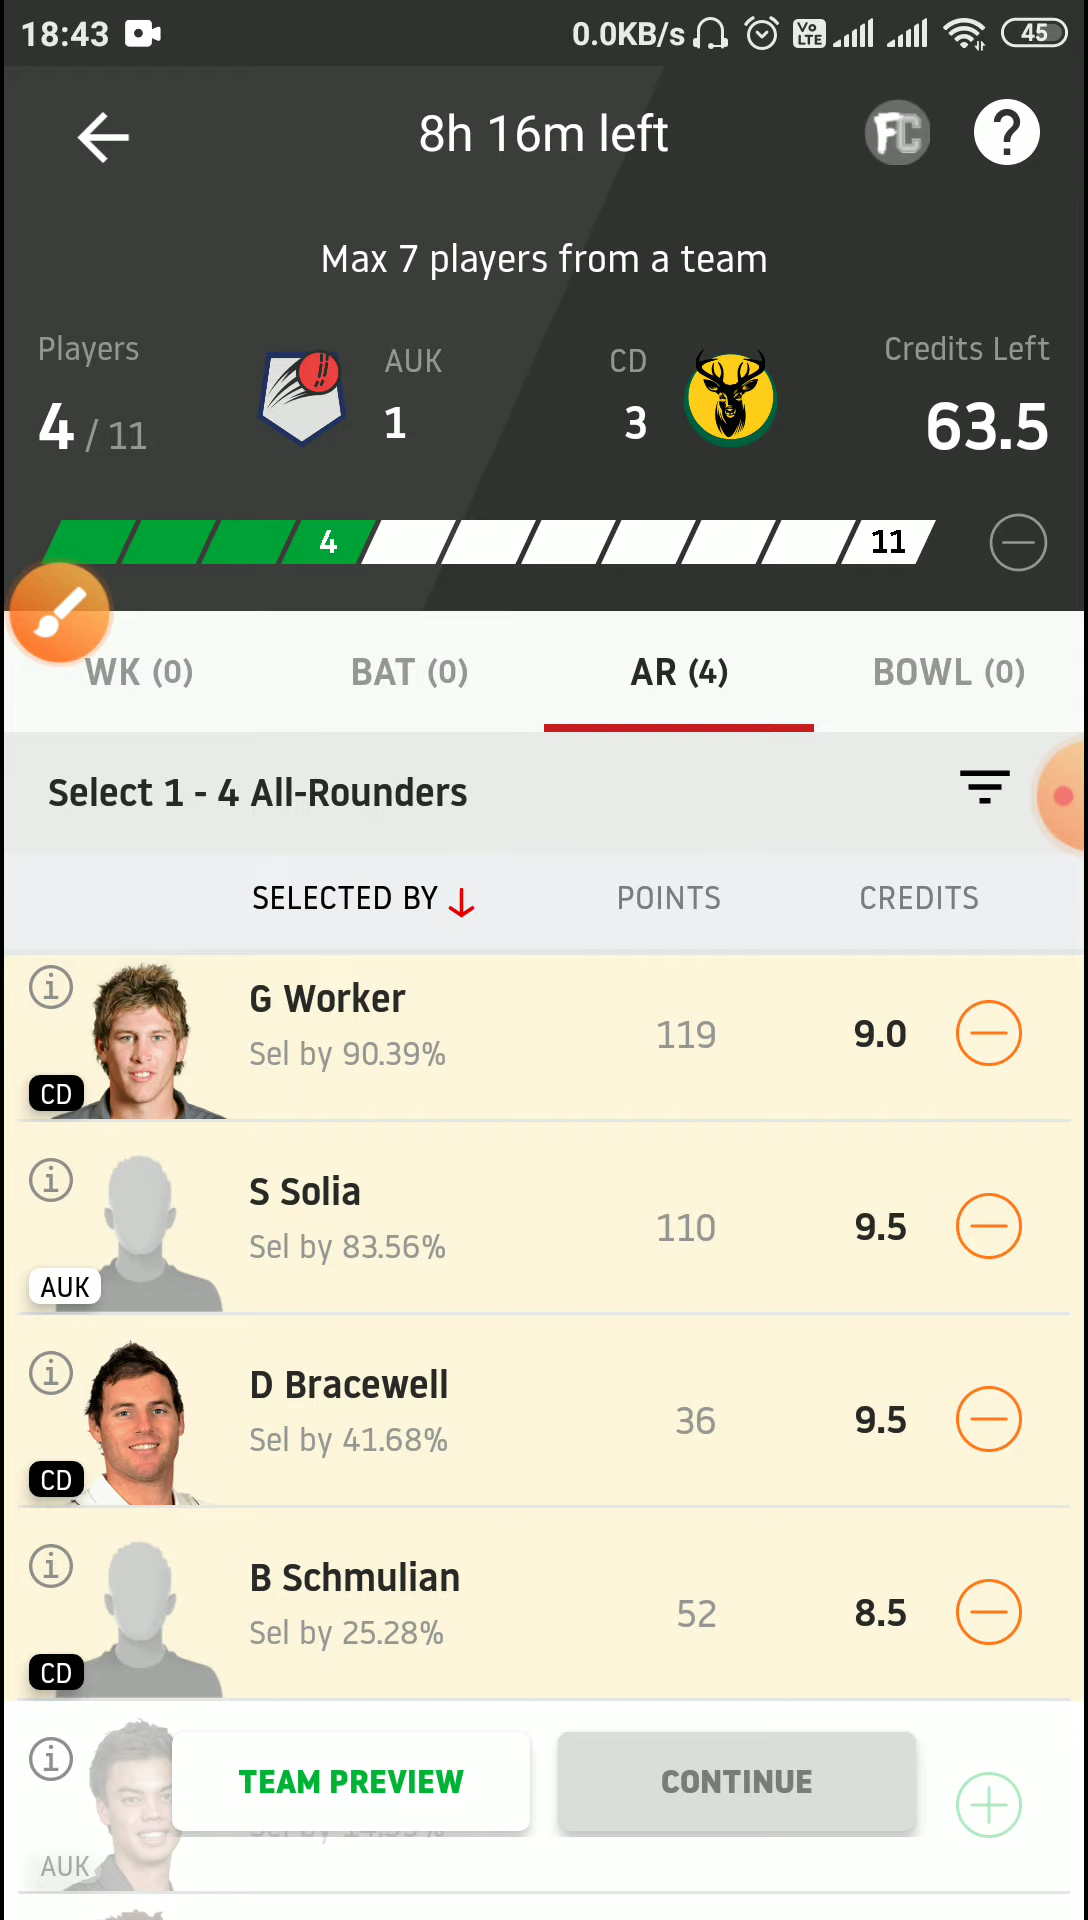 18:43
0.0KB/s
Vo
LTE
45
8h 16m left
FC
?
Max 7 players from a team
Players
4 / 11
AUK
1
CD
3
Credits Left
63.5
4
11
WK (0)
BAT (0)
AR (4)
BOWL (0)
Select 1 - 4 All-Rounders
SELECTED BY
POINTS
CREDITS
G Worker
Sel by 90.39%
CD
119
9.0
S Solia
Sel by 83.56%
AUK
110
9.5
D Bracewell
Sel by 41.68%
CD
36
9.5
B Schmulian
Sel by 25.28%
CD
52
8.5
TEAM PREVIEW
CONTINUE
Sel by
AUK